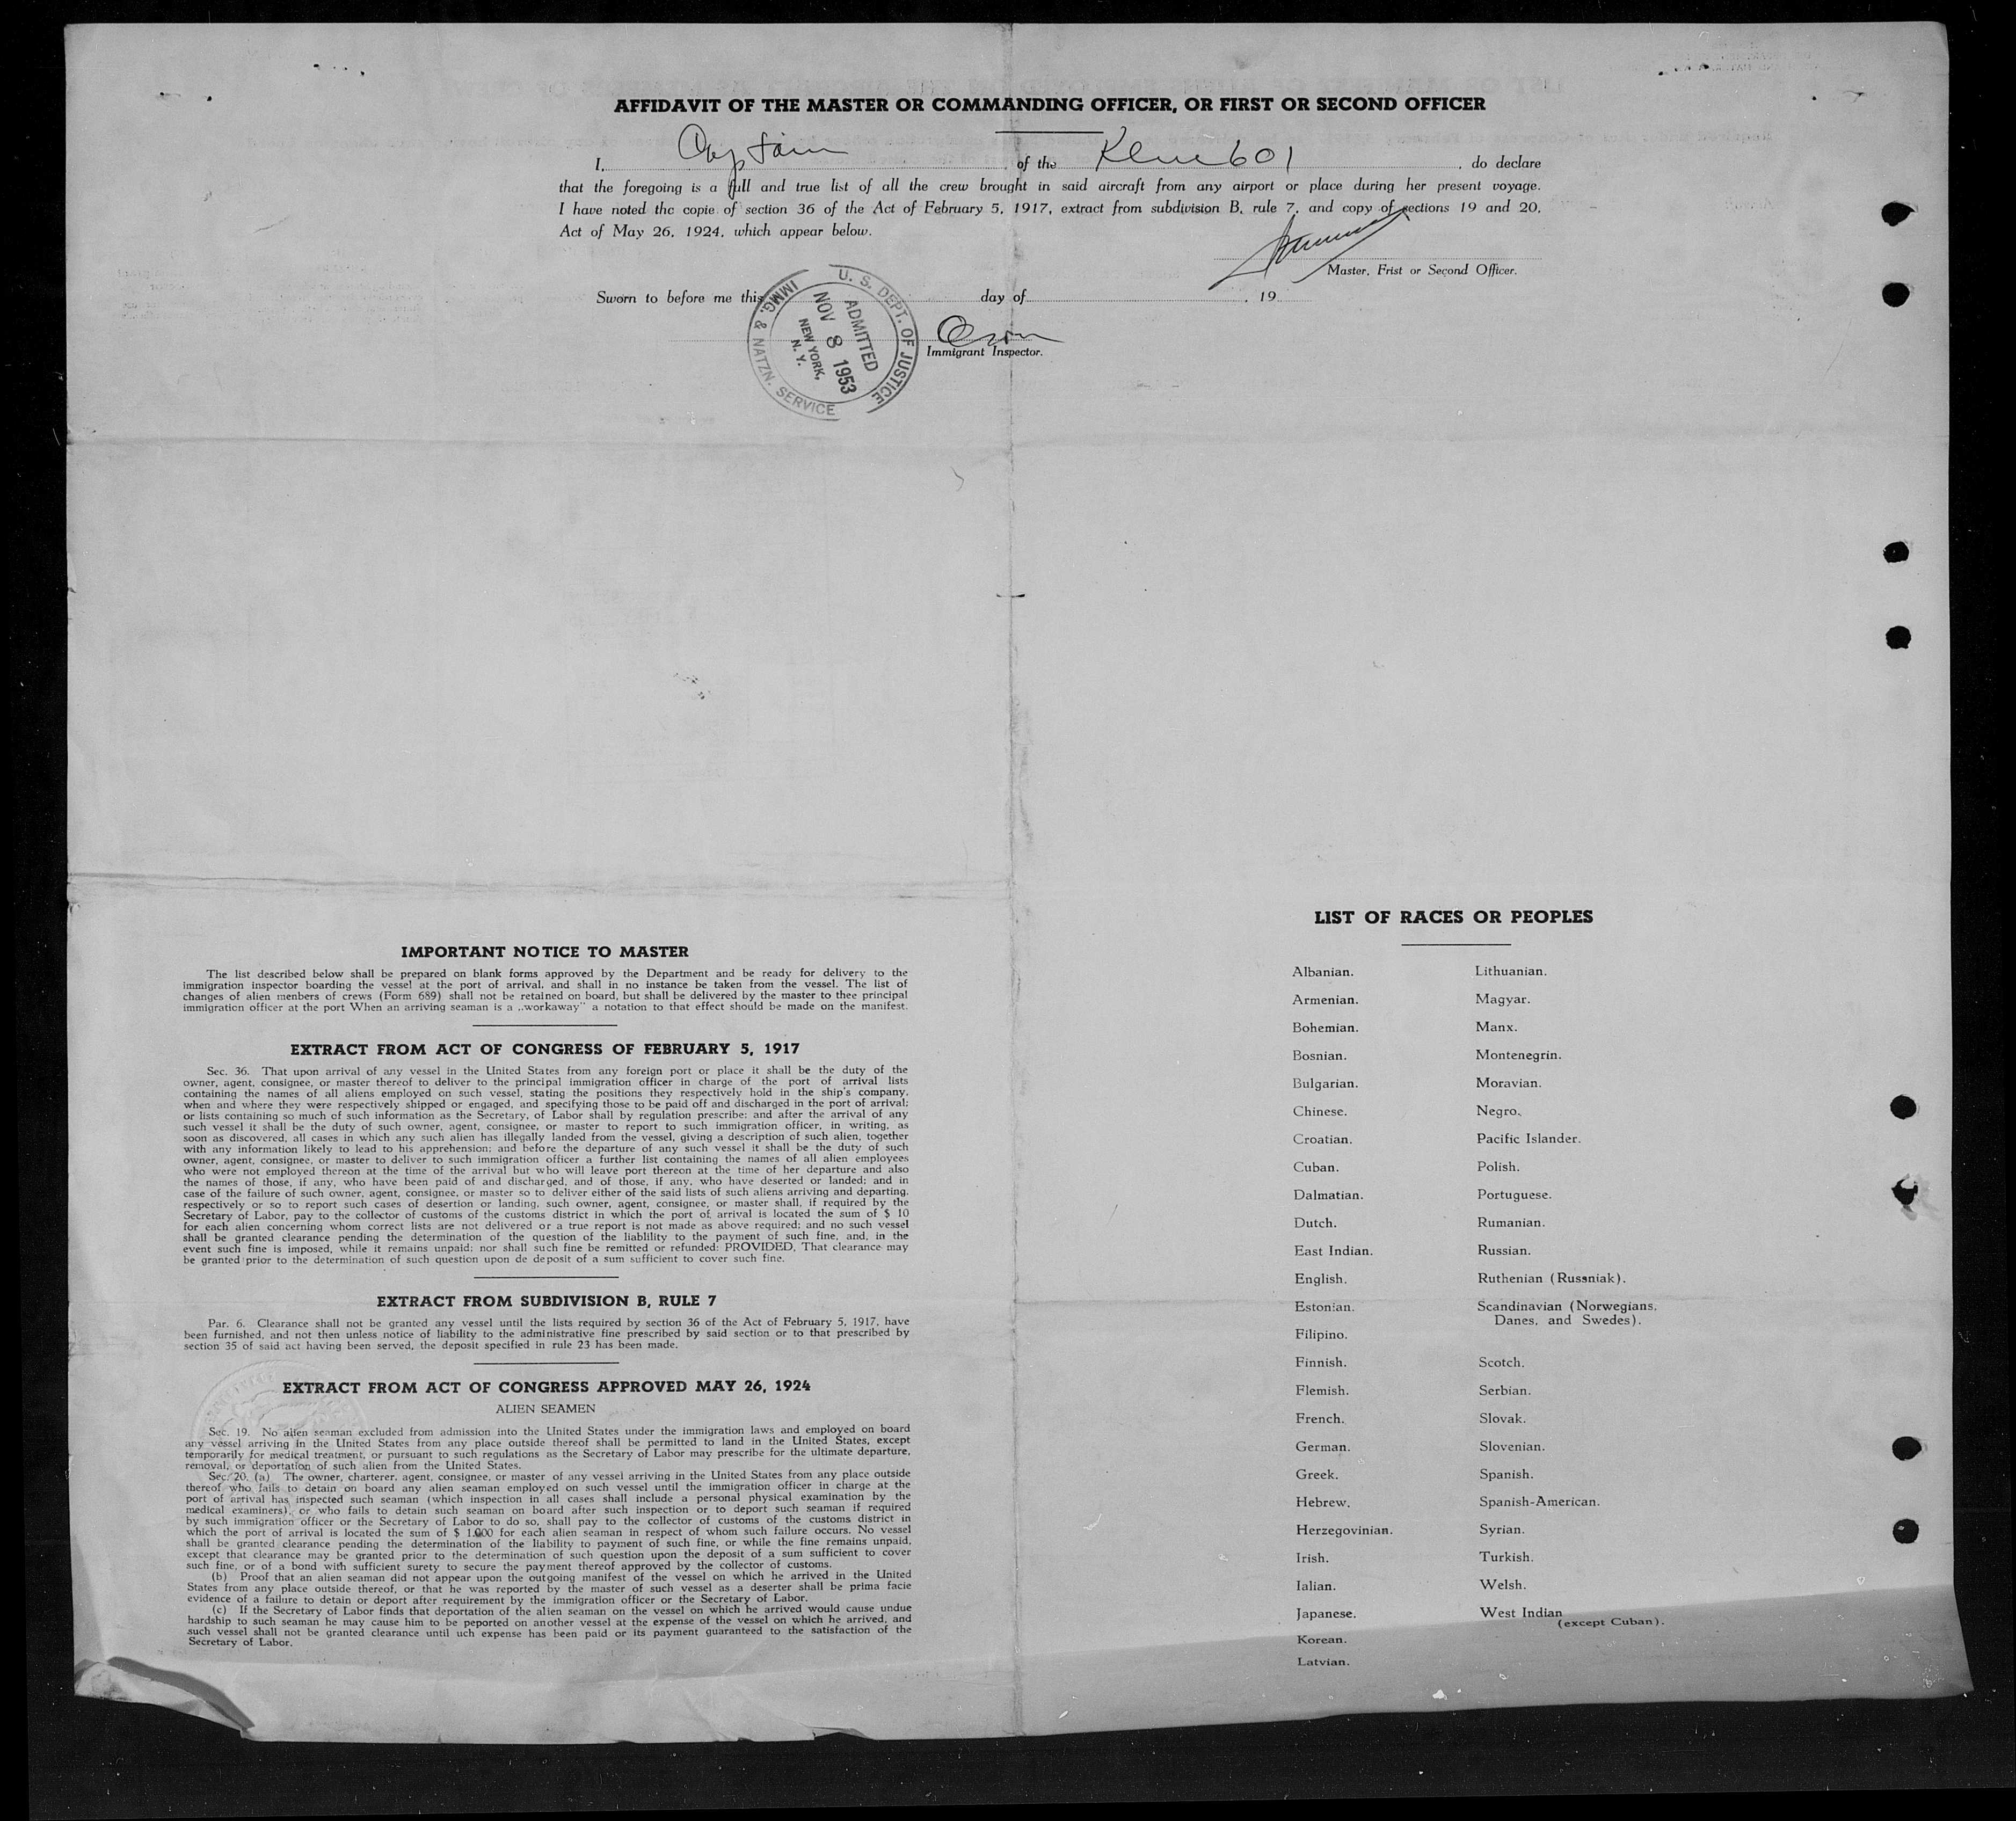 AFFIDAVIT OF THE MASTER OR COMMANDING OFFICER, OR FIRST OR SECOND OFFICER
I, Captain of the Klm 601, do declare
that the foregoing is a full and true list of all the crew brought in said aircraft from any airport or place during her present voyage.
I have noted the copie of section 36 of the Act of February 5, 1917, extract from subdivision B, rule 7, and copy of sections 19 and 20,
Act of May 26, 1924, which appear below.
Master, Frist or Second Officer.
Sworn to before me this day of , 19
Immigrant Inspector.
U. S. DEPT. OF JUSTICE
ADMITTED
NOV 8 1953
NEW YORK,
N. Y.
IMMG. & NATZN. SERVICE
IMPORTANT NOTICE TO MASTER
The list described below shall be prepared on blank forms approved by the Department and be ready for delivery to the
immigration inspector boarding the vessel at the port of arrival, and shall in no instance be taken from the vessel. The list of
changes of alien menbers of crews (Form 689) shall not be retained on board, but shall be delivered by the master to thee principal
immigration officer at the port When an arriving seaman is a ,,workaway" a notation to that effect should be made on the manifest.
EXTRACT FROM ACT OF CONGRESS OF FEBRUARY 5, 1917
Sec. 36. That upon arrival of any vessel in the United States from any foreign port or place it shall be the duty of the
owner, agent, consignee, or master thereof to deliver to the principal immigration officer in charge of the port of arrival lists
containing the names of all aliens employed on such vessel, stating the positions they respectively hold in the ship's company,
when and where they were respectively shipped or engaged, and specifying those to be paid off and discharged in the port of arrival;
or lists containing so much of such information as the Secretary, of Labor shall by regulation prescribe; and after the arrival of any
such vessel it shall be the duty of such owner, agent, consignee, or master to report to such immigration officer, in writing, as
soon as discovered, all cases in which any such alien has illegally landed from the vessel, giving a description of such alien, together
with any information likely to lead to his apprehension; and before the departure of any such vessel it shall be the duty of such
owner, agent, consignee, or master to deliver to such immigration officer a further list containing the names of all alien employees
who were not employed thereon at the time of the arrival but who will leave port thereon at the time of her departure and also
the names of those, if any, who have been paid of and discharged, and of those, if any, who have deserted or landed; and in
case of the failure of such owner, agent, consignee, or master so to deliver either of the said lists of such aliens arriving and departing,
respectively or so to report such cases of desertion or landing, such owner, agent, consignee, or master shall, if required by the
Secretary of Labor, pay to the collector of customs of the customs district in which the port of arrival is located the sum of $ 10
for each alien concerning whom correct lists are not delivered or a true report is not made as above required; and no such vessel
shall be granted clearance pending the determination of the question of the liablility to the payment of such fine, and, in the
event such fine is imposed, while it remains unpaid; nor shall such fine be remitted or refunded: PROVIDED, That clearance may
be granted prior to the determination of such question upon de deposit of a sum sufficient to cover such fine.
EXTRACT FROM SUBDIVISION B, RULE 7
Par. 6. Clearance shall not be granted any vessel until the lists required by section 36 of the Act of February 5, 1917, have
been furnished, and not then unless notice of liability to the administrative fine prescribed by said section or to that prescribed by
section 35 of said act having been served, the deposit specified in rule 23 has been made.
EXTRACT FROM ACT OF CONGRESS APPROVED MAY 26, 1924
ALIEN SEAMEN
Sec. 19. No alien seaman excluded from admission into the United States under the immigration laws and employed on board
any vessel arriving in the United States from any place outside thereof shall be permitted to land in the United States, except
temporarily for medical treatment, or pursuant to such regulations as the Secretary of Labor may prescribe for the ultimate departure,
removal, or deportation of such alien from the United States.
Sec. 20. (a) The owner, charterer, agent, consignee, or master of any vessel arriving in the United States from any place outside
thereof who fails to detain on board any alien seaman employed on such vessel until the immigration officer in charge at the
port of arrival has inspected such seaman (which inspection in all cases shall include a personal physical examination by the
medical examiners), or who fails to detain such seaman on board after such inspection or to deport such seaman if required
by such immigration officer or the Secretary of Labor to do so, shall pay to the collector of customs of the customs district in
which the port of arrival is located the sum of $ 1.000 for each alien seaman in respect of whom such failure occurs. No vessel
shall be granted clearance pending the determination of the liability to payment of such fine, or while the fine remains unpaid,
except that clearance may be granted prior to the determination of such question upon the deposit of a sum sufficient to cover
such fine, or of a bond with sufficient surety to secure the payment thereof approved by the collector of customs.
(b) Proof that an alien seaman did not appear upon the outgoing manifest of the vessel on which he arrived in the United
States from any place outside thereof, or that he was reported by the master of such vessel as a deserter shall be prima facie
evidence of a failure to detain or deport after requirement by the immigration officer or the Secretary of Labor.
(c) If the Secretary of Labor finds that deportation of the alien seaman on the vessel on which he arrived would cause undue
hardship to such seaman he may cause him to be peported on another vessel at the expense of the vessel on which he arrived, and
such vessel shall not be granted clearance until uch expense has been paid or its payment guaranteed to the satisfaction of the
Secretary of Labor.
LIST OF RACES OR PEOPLES
Albanian.
Armenian.
Bohemian.
Bosnian.
Bulgarian.
Chinese.
Croatian.
Cuban.
Dalmatian.
Dutch.
East Indian.
English.
Estonian.
Filipino.
Finnish.
Flemish.
French.
German.
Greek.
Hebrew.
Herzegovinian.
Irish.
Ialian.
Japanese.
Korean.
Latvian.
Lithuanian.
Magyar.
Manx.
Montenegrin.
Moravian.
Negro.
Pacific Islander.
Polish.
Portuguese.
Rumanian.
Russian.
Ruthenian (Russniak).
Scandinavian (Norwegians,
Danes, and Swedes).
Scotch.
Serbian.
Slovak.
Slovenian.
Spanish.
Spanish-American.
Syrian.
Turkish.
Welsh.
West Indian
(except Cuban).